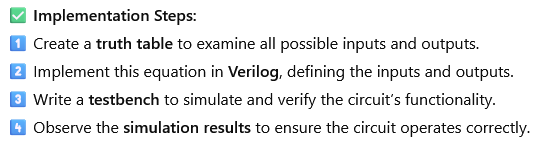 ✅ Implementation Steps:
1️⃣ Create a truth table to examine all possible inputs and outputs.
2️⃣ Implement this equation in Verilog, defining the inputs and outputs.
3️⃣ Write a testbench to simulate and verify the circuit’s functionality.
4️⃣ Observe the simulation results to ensure the circuit operates correctly.